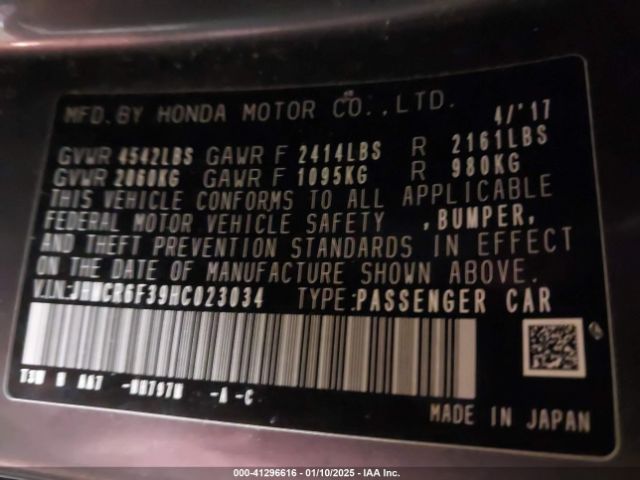 MFD. BY HONDA MOTOR CO., LTD. 4/'17
GVWR 4542LBS GAWR F 2414LBS R 2161LBS
GVWR 2060KG GAWR F 1095KG R 980KG
THIS VEHICLE CONFORMS TO ALL APPLICABLE
FEDERAL MOTOR VEHICLE SAFETY ,BUMPER,
AND THEFT PREVENTION STANDARDS IN EFFECT
ON THE DATE OF MANUFACTURE SHOWN ABOVE.
V.I.N:JHMCR6F39HC023034 TYPE:PASSENGER CAR
-NH797M -A -C
MADE IN JAPAN
000-41296616 - 01/10/2025 - IAA Inc.